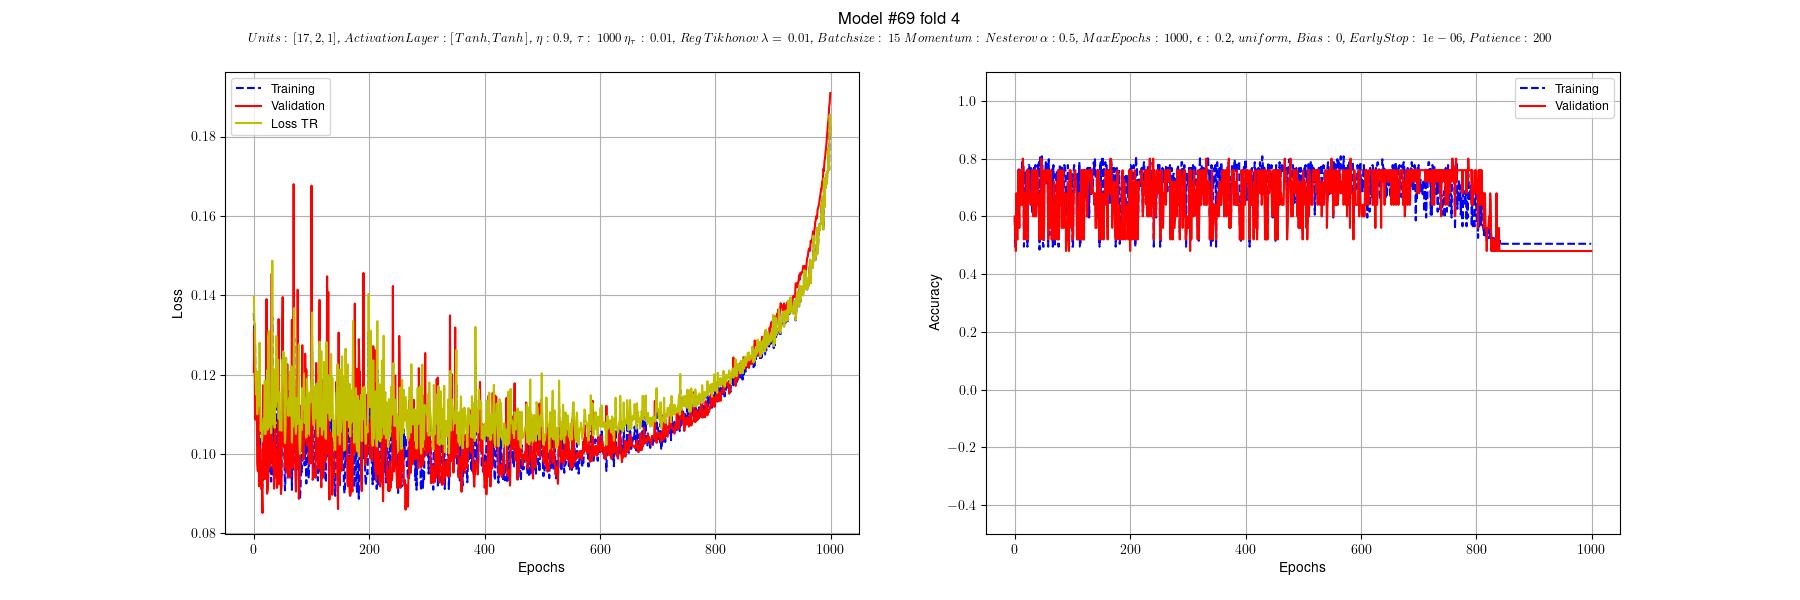 Model #69 fold 4
Units : [17, 2, 1], ActivationLayer : [Tanh, Tanh], η : 0.9, τ : 1000 ητ : 0.01, Reg Tikhonov λ = 0.01, Batchsize : 15 Momentum : Nesterov α : 0.5, MaxEpochs : 1000, ϵ : 0.2, uniform, Bias : 0, EarlyStop : 1e − 06, Patience : 200
Training
Validation
Loss TR
0.18
0.16
0.14
0.12
0.10
0.08
Loss
0 200 400 600 800 1000
Epochs
Training
Validation
1.0
0.8
0.6
0.4
0.2
0.0
−0.2
−0.4
Accuracy
0 200 400 600 800 1000
Epochs